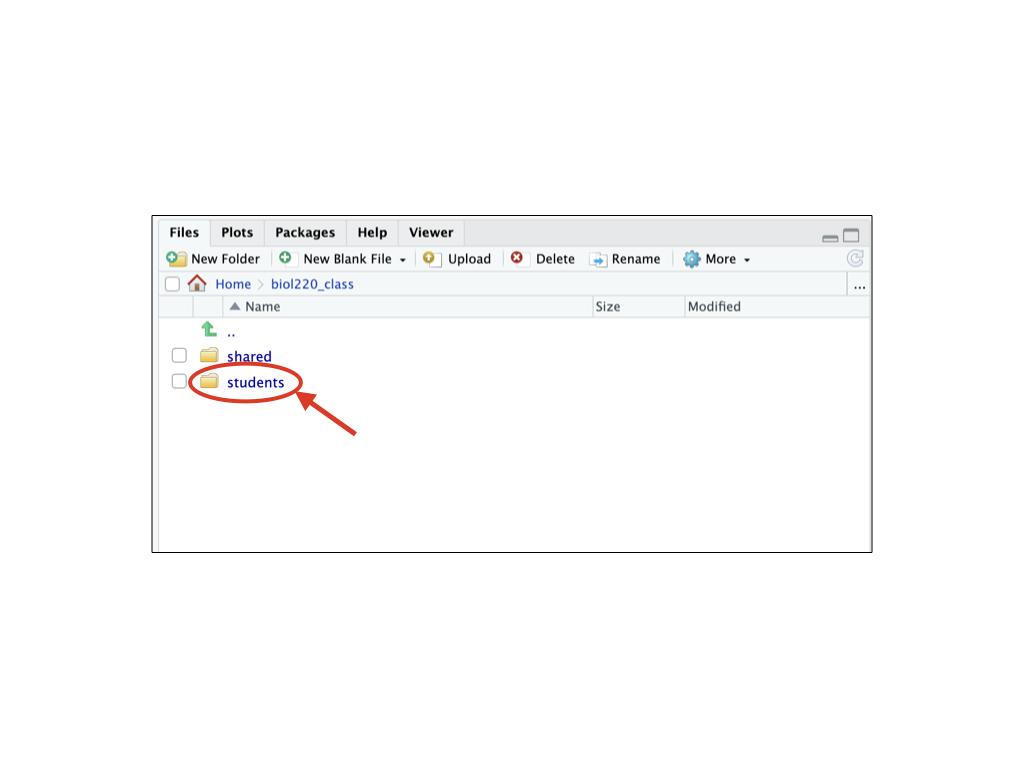 Files Plots Packages Help Viewer
New Folder New Blank File Upload Delete Rename More
Home biol220_class ...
Name Size Modified
..
shared
students